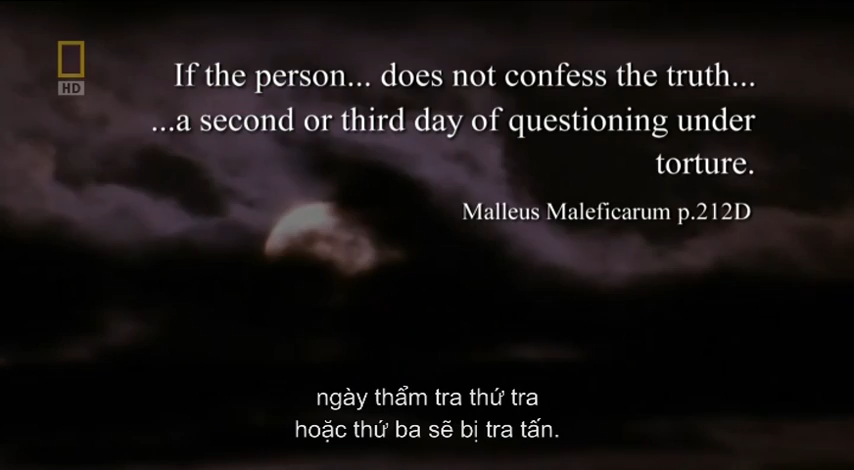 HD
If the person... does not confess the truth...
...a second or third day of questioning under
torture.
Malleus Maleficarum p.212D
ngày thẩm tra thứ tra
hoặc thứ ba sẽ bị tra tấn.